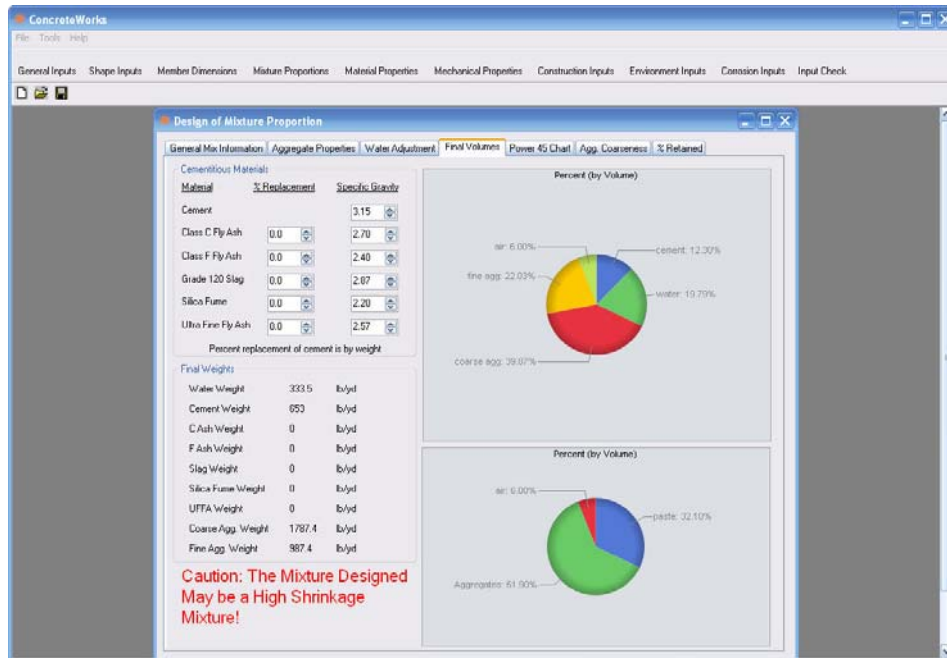 ConcreteWorks
File Tools Help
General Inputs Shape Inputs Member Dimensions Mixture Proportions Material Properties Mechanical Properties Construction Inputs Environment Inputs Corrosion Inputs Input Check
Design of Mixture Proportion
General Mix Information Aggregate Properties Water Adjustment Final Volumes Power 45 Chart Agg. Coarseness % Retained
Cementitious Materials
Material % Replacement Specific Gravity
Cement 3.15
Class C Fly Ash 0.0 2.70
Class F Fly Ash 0.0 2.40
Grade 120 Slag 0.0 2.87
Silica Fume 0.0 2.20
Ultra Fine Fly Ash 0.0 2.57
Percent replacement of cement is by weight
Final Weights
Water Weight 333.5 lb/yd
Cement Weight 653 lb/yd
C Ash Weight 0 lb/yd
F Ash Weight 0 lb/yd
Slag Weight 0 lb/yd
Silica Fume Weight 0 lb/yd
UFFA Weight 0 lb/yd
Coarse Agg. Weight 1787.4 lb/yd
Fine Agg. Weight 987.4 lb/yd
Caution: The Mixture Designed
May be a High Shrinkage
Mixture!
Percent (by Volume)
air: 6.00%
cement: 12.30%
fine agg: 22.03%
water: 19.79%
coarse agg: 39.87%
Percent (by Volume)
air: 6.00%
paste: 32.10%
Aggregates: 61.90%